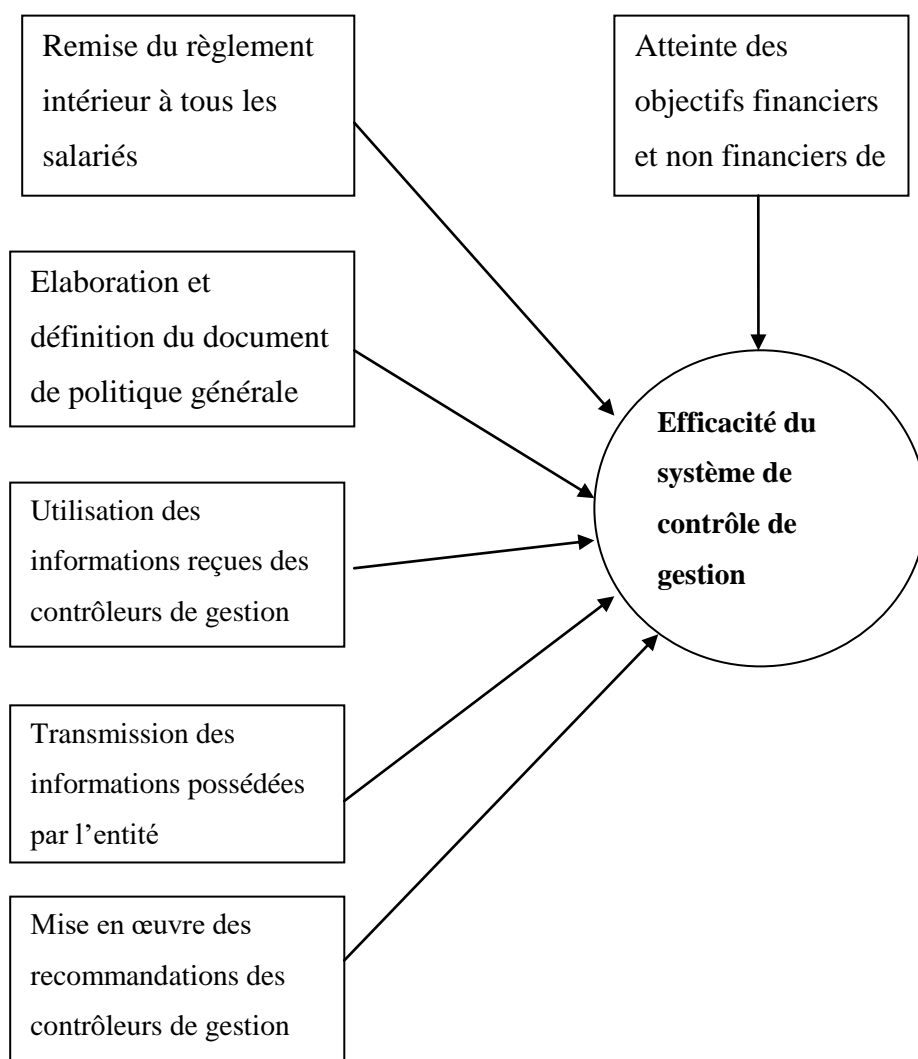 Remise du règlement
intérieur à tous les
salariés
Atteinte des
objectifs financiers
et non financiers de
Elaboration et
définition du document
de politique générale
Efficacité du
système de
contrôle de
gestion
Utilisation des
informations reçues des
contrôleurs de gestion
Transmission des
informations possédées
par l’entité
Mise en œuvre des
recommandations des
contrôleurs de gestion